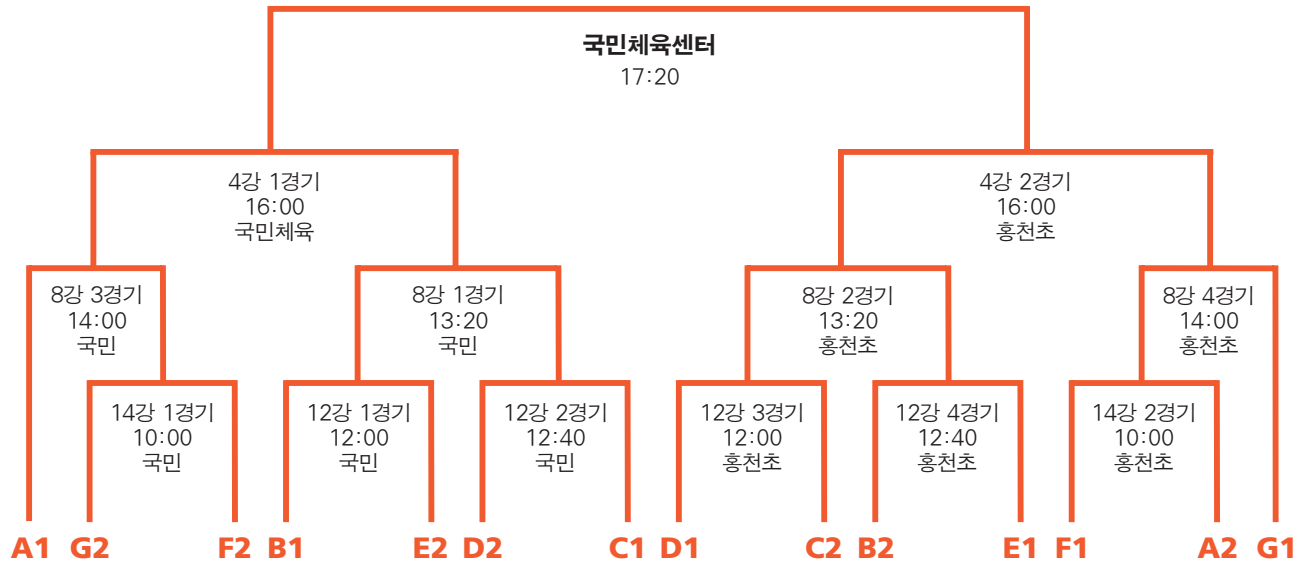 국민체육센터
17:20
4강 1경기
16:00
국민체육
4강 2경기
16:00
홍천초
8강 3경기
14:00
국민
8강 1경기
13:20
국민
8강 2경기
13:20
홍천초
8강 4경기
14:00
홍천초
14강 1경기
10:00
국민
12강 1경기
12:00
국민
12강 2경기
12:40
국민
12강 3경기
12:00
홍천초
12강 4경기
12:40
홍천초
14강 2경기
10:00
홍천초
A1 G2 F2 B1 E2 D2 C1 D1 C2 B2 E1 F1 A2 G1